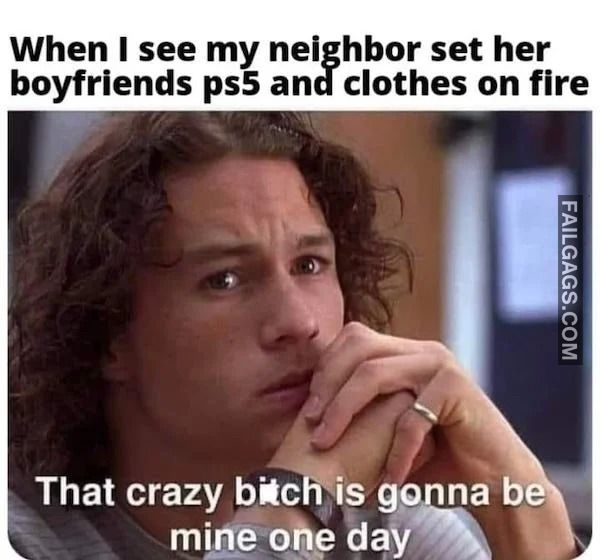 When I see my neighbor set her
boyfriends ps5 and clothes on fire
FAILGAGS.COM
That crazy bitch is gonna be
mine one day